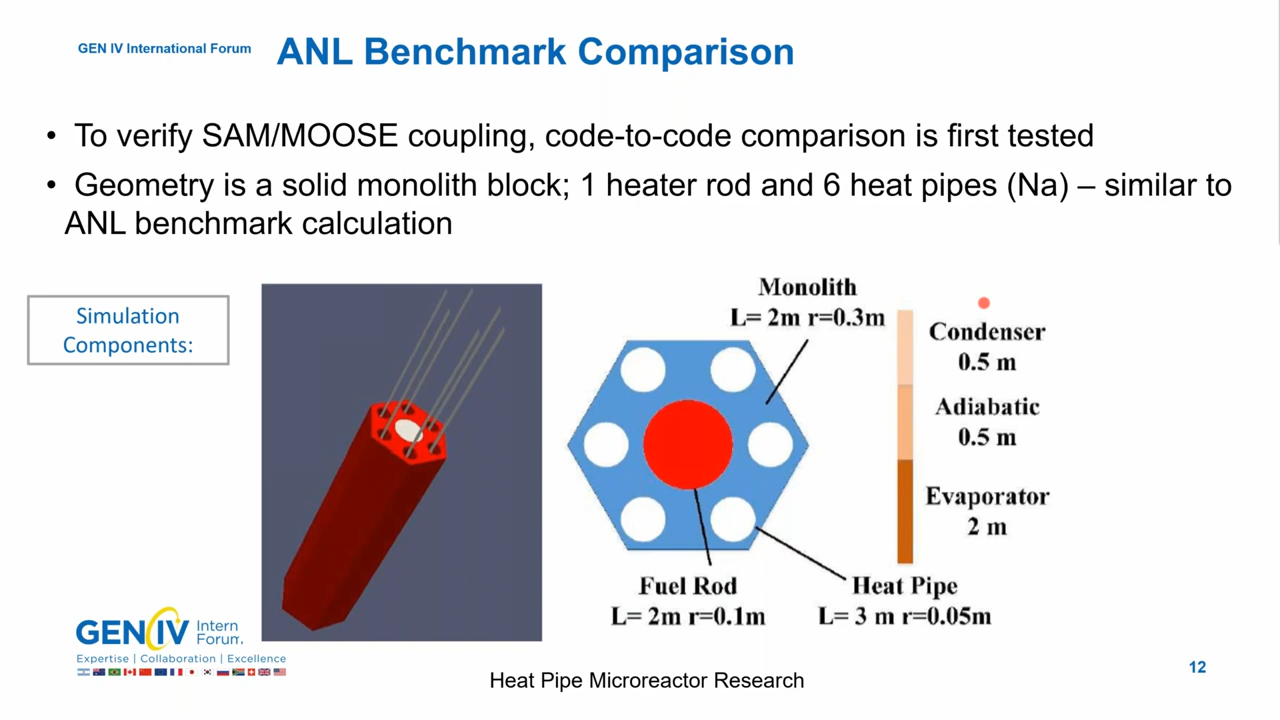 GEN IV International Forum
ANL Benchmark Comparison
• To verify SAM/MOOSE coupling, code-to-code comparison is first tested
• Geometry is a solid monolith block; 1 heater rod and 6 heat pipes (Na) – similar to
ANL benchmark calculation
Simulation
Components:
Monolith
L= 2m r=0.3m
Condenser
0.5 m
Adiabatic
0.5 m
Evaporator
2 m
Fuel Rod
L= 2m r=0.1m
Heat Pipe
L= 3 m r=0.05m
GEN IV Intern
Forum
Expertise | Collaboration | Excellence
Heat Pipe Microreactor Research
12